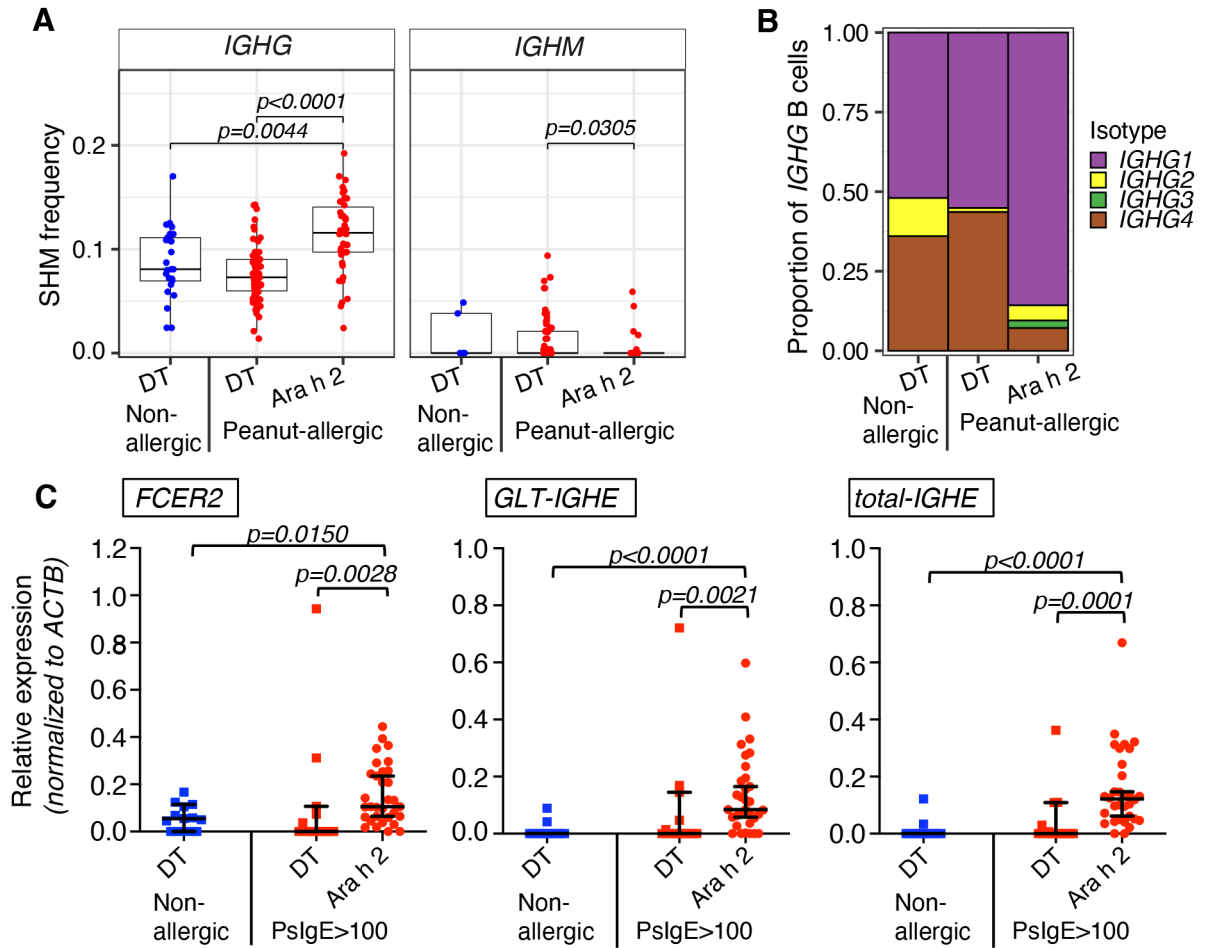 A
IGHG
IGHM
SHM frequency
0.2
0.1
0.0
p<0.0001
p=0.0044
p=0.0305
DT
DT
Ara h 2
Non-
allergic
Peanut-allergic
DT
DT
Ara h 2
Non-
allergic
Peanut-allergic
B
Proportion of IGHG B cells
1.00
0.75
0.50
0.25
0.00
DT
DT
Ara h 2
Non-
allergic
Peanut-allergic
Isotype
IGHG1
IGHG2
IGHG3
IGHG4
C
FCER2
Relative expression
(normalized to ACTB)
p=0.0150
p=0.0028
1.2
1.0
0.8
0.6
0.4
0.2
0.0
DT
DT
Ara h 2
Non-
allergic
PsIgE>100
GLT-IGHE
p<0.0001
p=0.0021
1.0
0.8
0.6
0.4
0.2
0.0
DT
DT
Ara h 2
Non-
allergic
PsIgE>100
total-IGHE
p<0.0001
p=0.0001
1.0
0.8
0.6
0.4
0.2
0.0
DT
DT
Ara h 2
Non-
allergic
PsIgE>100